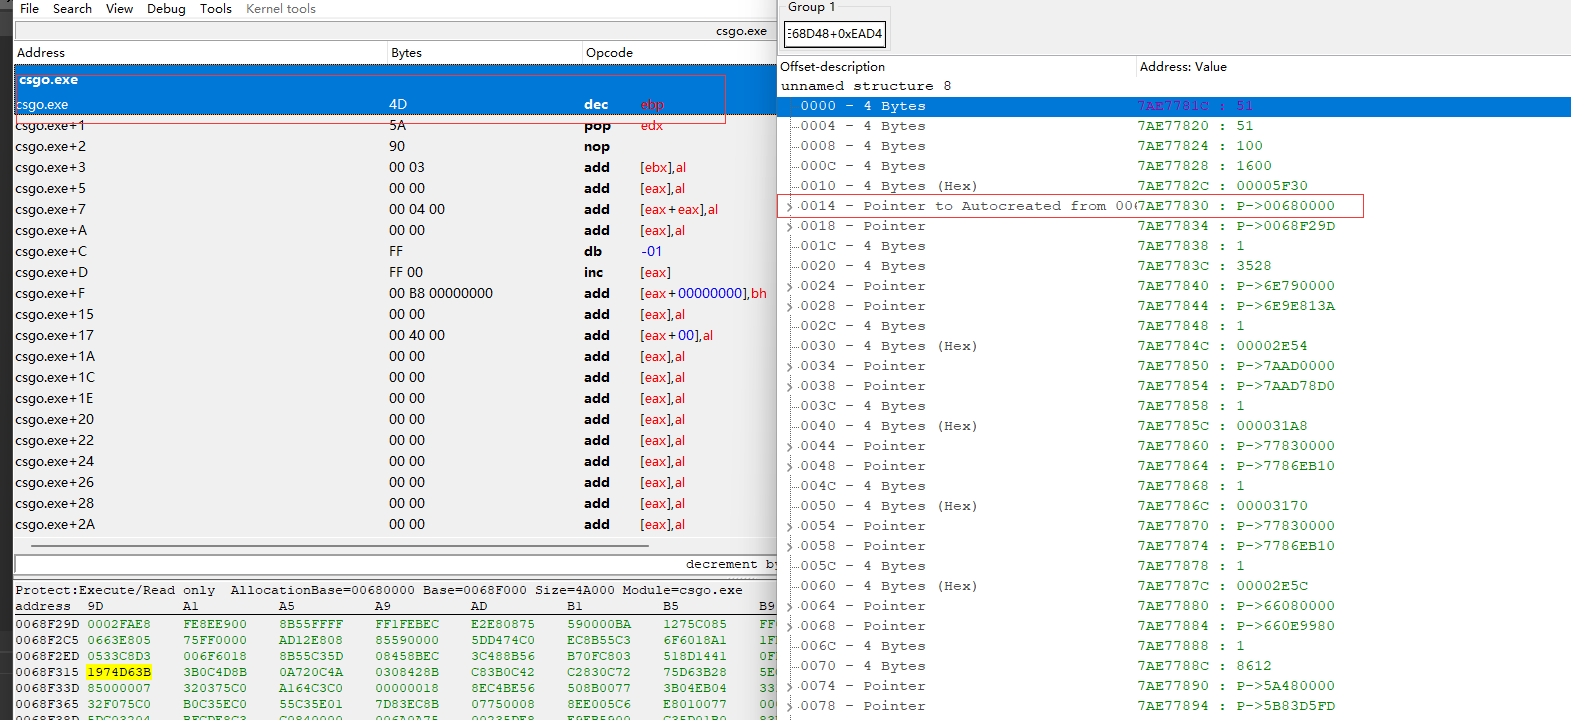 File Search View Debug Tools Kernel tools
csgo.exe
Address Bytes Opcode
csgo.exe
csgo.exe 4D dec ebp
csgo.exe+1 5A pop edx
csgo.exe+2 90 nop
csgo.exe+3 00 03 add [ebx],al
csgo.exe+5 00 00 add [eax],al
csgo.exe+7 00 04 00 add [eax+eax],al
csgo.exe+A 00 00 add [eax],al
csgo.exe+C FF db -01
csgo.exe+D FF 00 inc [eax]
csgo.exe+F 00 B8 00000000 add [eax+00000000],bh
csgo.exe+15 00 00 add [eax],al
csgo.exe+17 00 40 00 add [eax+00],al
csgo.exe+1A 00 00 add [eax],al
csgo.exe+1C 00 00 add [eax],al
csgo.exe+1E 00 00 add [eax],al
csgo.exe+20 00 00 add [eax],al
csgo.exe+22 00 00 add [eax],al
csgo.exe+24 00 00 add [eax],al
csgo.exe+26 00 00 add [eax],al
csgo.exe+28 00 00 add [eax],al
csgo.exe+2A 00 00 add [eax],al
decrement by
Protect:Execute/Read only AllocationBase=00680000 Base=0068F000 Size=4A000 Module=csgo.exe
address 9D A1 A5 A9 AD B1 B5 B9
0068F29D 0002FAE8 FE8EE900 8B55FFFF FF1FEBEC E2E80875 590000BA 1275C085 FF
0068F2C5 0663E805 75FF0000 AD12E808 85590000 5DD474C0 EC8B55C3 6F6018A1 1F
0068F2ED 0533C8D3 006F6018 8B55C35D 08458BEC 3C488B56 B70FC803 518D1441 0F
0068F315 1974D63B 3B0C4D8B 0A720C4A 0308428B C83B0C42 C2830C72 75D63B28 5E
0068F33D 85000007 320375C0 A164C3C0 00000018 8EC4BE56 508B0077 3B04EB04 33
0068F365 32F075C0 B0C35EC0 55C35E01 7D83EC8B 07750008 8EE005C6 E8010077
Group 1
E68D48+0xEAD4
Offset-description Address: Value
unnamed structure 8
0000 - 4 Bytes 7AE7781C : 51
0004 - 4 Bytes 7AE77820 : 51
0008 - 4 Bytes 7AE77824 : 100
000C - 4 Bytes 7AE77828 : 1600
0010 - 4 Bytes (Hex) 7AE7782C : 00005F30
0014 - Pointer to Autocreated from 006 7AE77830 : P->00680000
0018 - Pointer 7AE77834 : P->0068F29D
001C - 4 Bytes 7AE77838 : 1
0020 - 4 Bytes 7AE7783C : 3528
0024 - Pointer 7AE77840 : P->6E790000
0028 - Pointer 7AE77844 : P->6E9E813A
002C - 4 Bytes 7AE77848 : 1
0030 - 4 Bytes (Hex) 7AE7784C : 00002E54
0034 - Pointer 7AE77850 : P->7AAD0000
0038 - Pointer 7AE77854 : P->7AAD78D0
003C - 4 Bytes 7AE77858 : 1
0040 - 4 Bytes (Hex) 7AE7785C : 000031A8
0044 - Pointer 7AE77860 : P->77830000
0048 - Pointer 7AE77864 : P->7786EB10
004C - 4 Bytes 7AE77868 : 1
0050 - 4 Bytes (Hex) 7AE7786C : 00003170
0054 - Pointer 7AE77870 : P->77830000
0058 - Pointer 7AE77874 : P->7786EB10
005C - 4 Bytes 7AE77878 : 1
0060 - 4 Bytes (Hex) 7AE7787C : 00002E5C
0064 - Pointer 7AE77880 : P->66080000
0068 - Pointer 7AE77884 : P->660E9980
006C - 4 Bytes 7AE77888 : 1
0070 - 4 Bytes 7AE7788C : 8612
0074 - Pointer 7AE77890 : P->5A480000
0078 - Pointer 7AE77894 : P->5B83D5FD